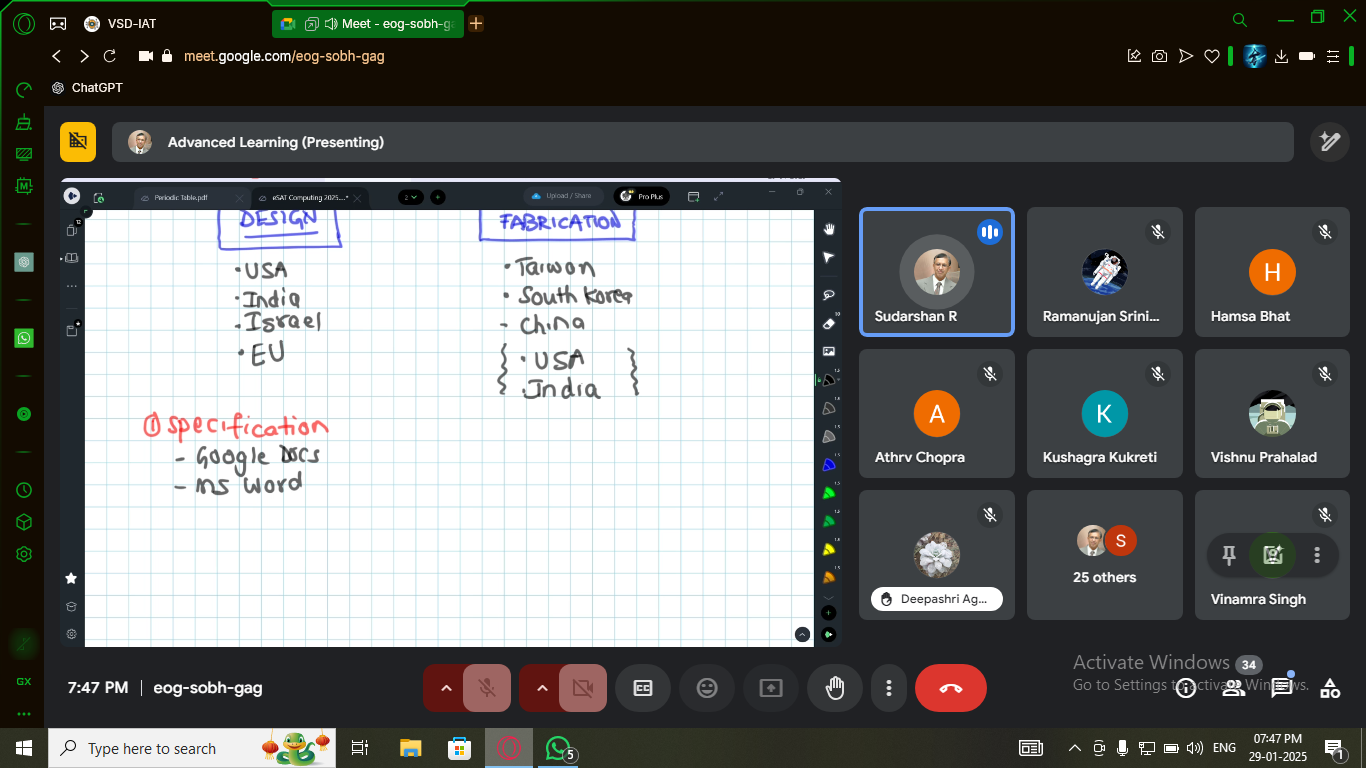 VSD-IAT
Meet - eog-sobh-ga
meet.google.com/eog-sobh-gag
ChatGPT
Advanced Learning (Presenting)
Periodic Table.pdf
eSAT Computing 2025...*
2
Upload / Share
Pro Plus
DESIGN
FABRICATION
• USA
• India
• Israel
• EU
• Taiwan
• South Korea
- China
{ • USA }
• India
① Specification
- Google Docs
- MS Word
Sudarshan R
Ramanujan Srini...
H
Hamsa Bhat
A
Athrv Chopra
K
Kushagra Kukreti
Vishnu Prahalad
Deepashri Ag...
S
25 others
Vinamra Singh
7:47 PM
eog-sobh-gag
Activate Windows
Go to Settings to activate Windows.
34
GX
Type here to search
5
ENG
07:47 PM
29-01-2025
1